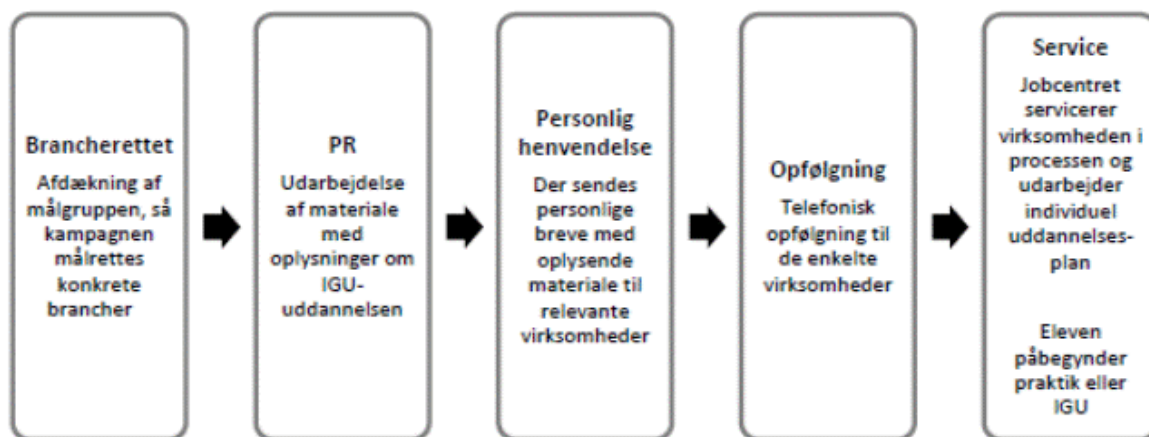 Brancherettet
Afdækning af
målgruppen, så
kampagnen
målrettes
konkrete
brancher
PR
Udarbejdelse
af materiale
med
oplysninger om
IGU-
uddannelsen
Personlig
henvendelse
Der sendes
personlige
breve med
oplysende
materiale til
relevante
virksomheder
Opfølgning
Telefonisk
opfølgning til
de enkelte
virksomheder
Service
Jobcentret
servicerer
virksomheden i
processen og
udarbejder
individuel
uddannelses-
plan
Eleven
påbegynder
praktik eller
IGU